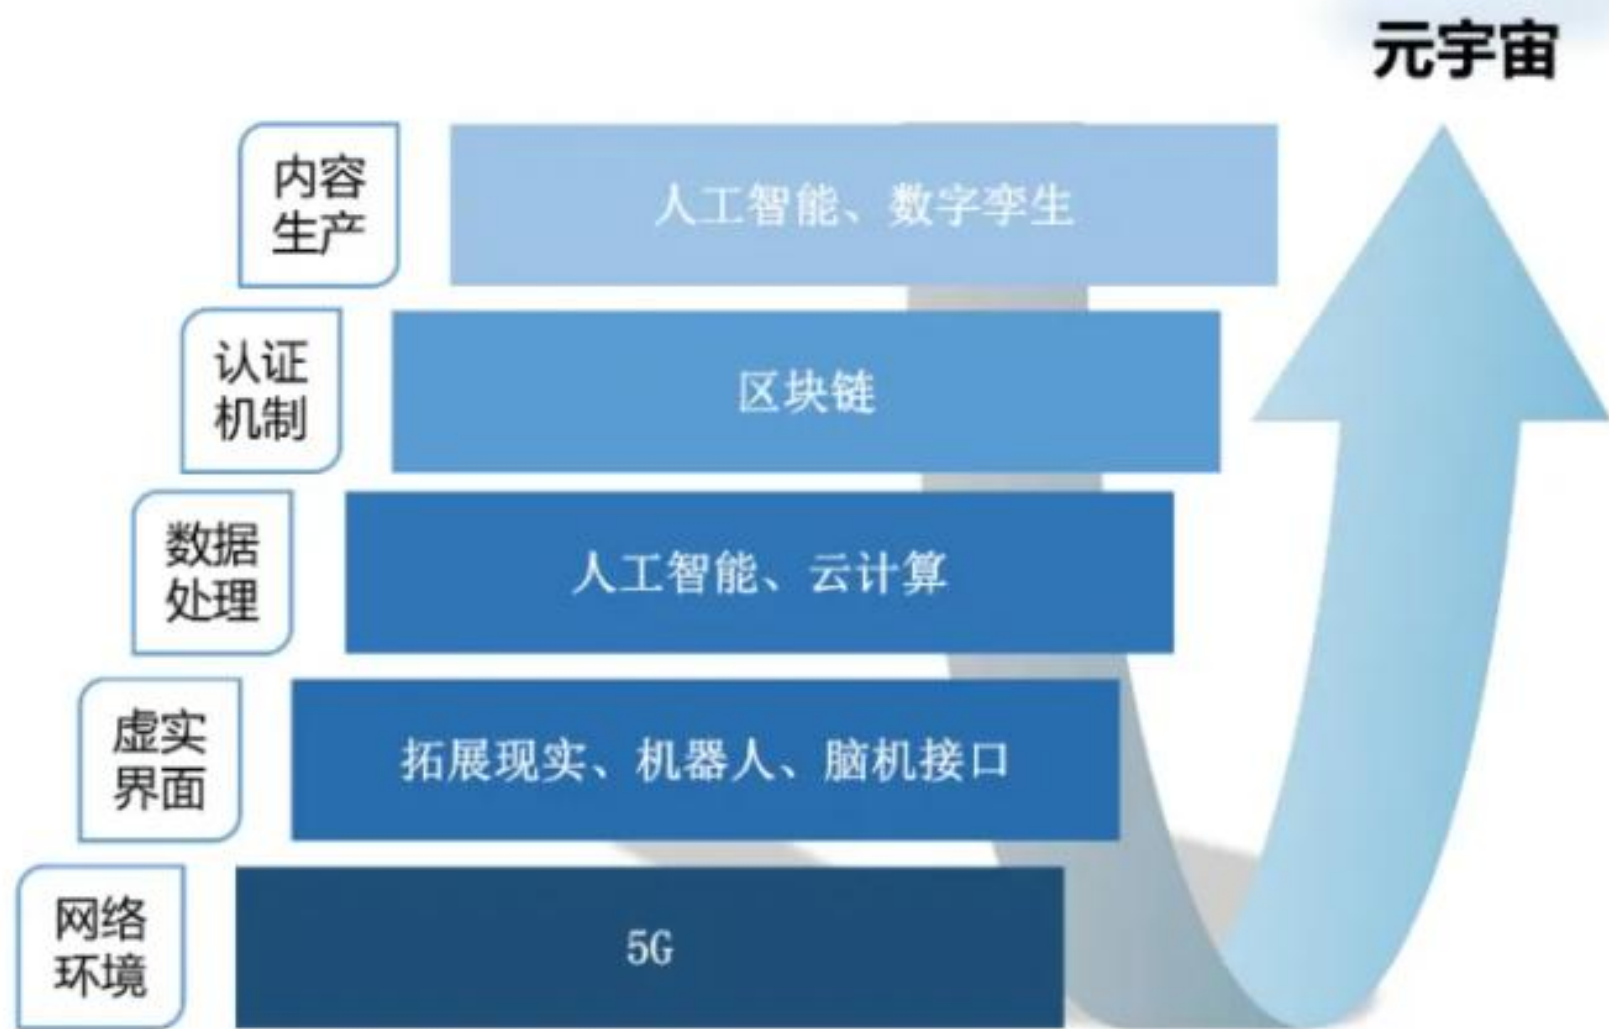 元宇宙
内容
生产
人工智能、数字孪生
认证
机制
区块链
数据
处理
人工智能、云计算
虚实
界面
拓展现实、机器人、脑机接口
网络
环境
5G